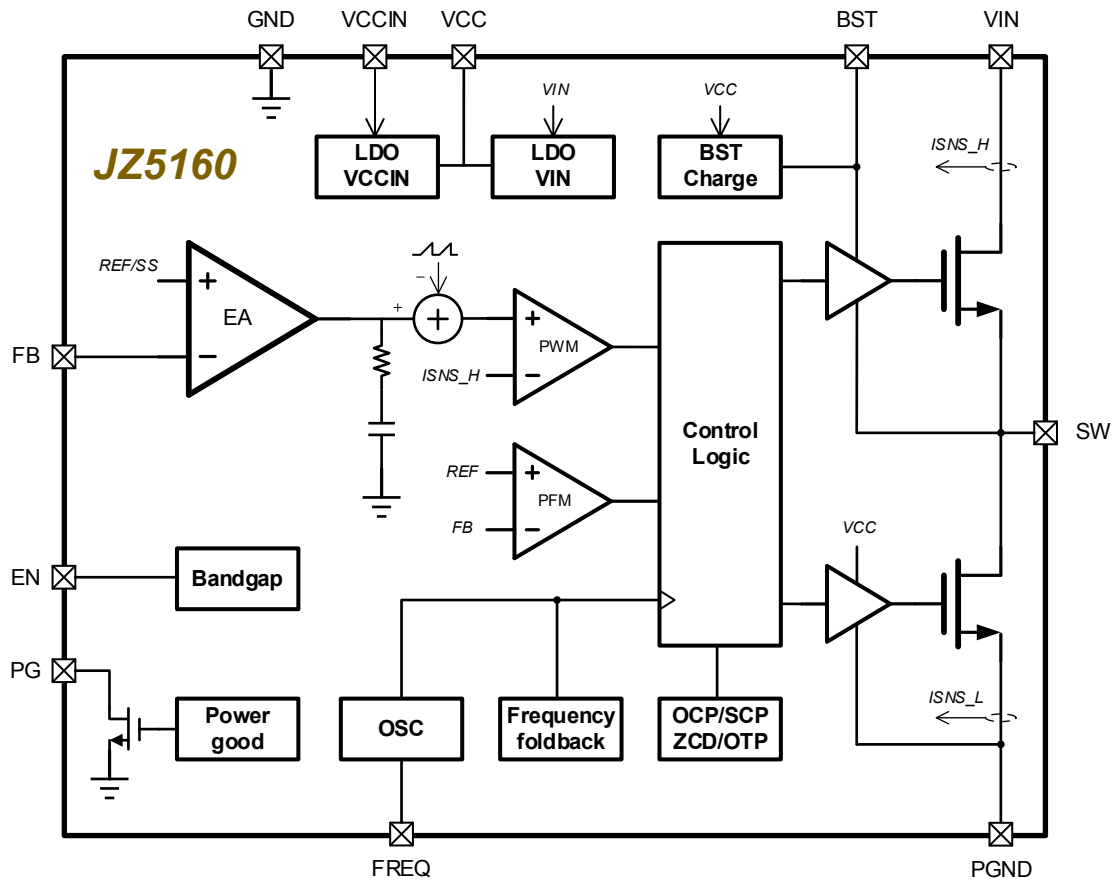 GND
VCCIN
VCC
BST
VIN
JZ5160
LDO
VCCIN
VIN
LDO
VIN
VCC
BST
Charge
ISNS_H
REF/SS
+
EA
−
FB
−
+
+
+
PWM
ISNS_H
−
REF
+
PFM
FB
−
Control
Logic
SW
VCC
EN
Bandgap
PG
Power
good
OSC
Frequency
foldback
OCP/SCP
ZCD/OTP
ISNS_L
FREQ
PGND